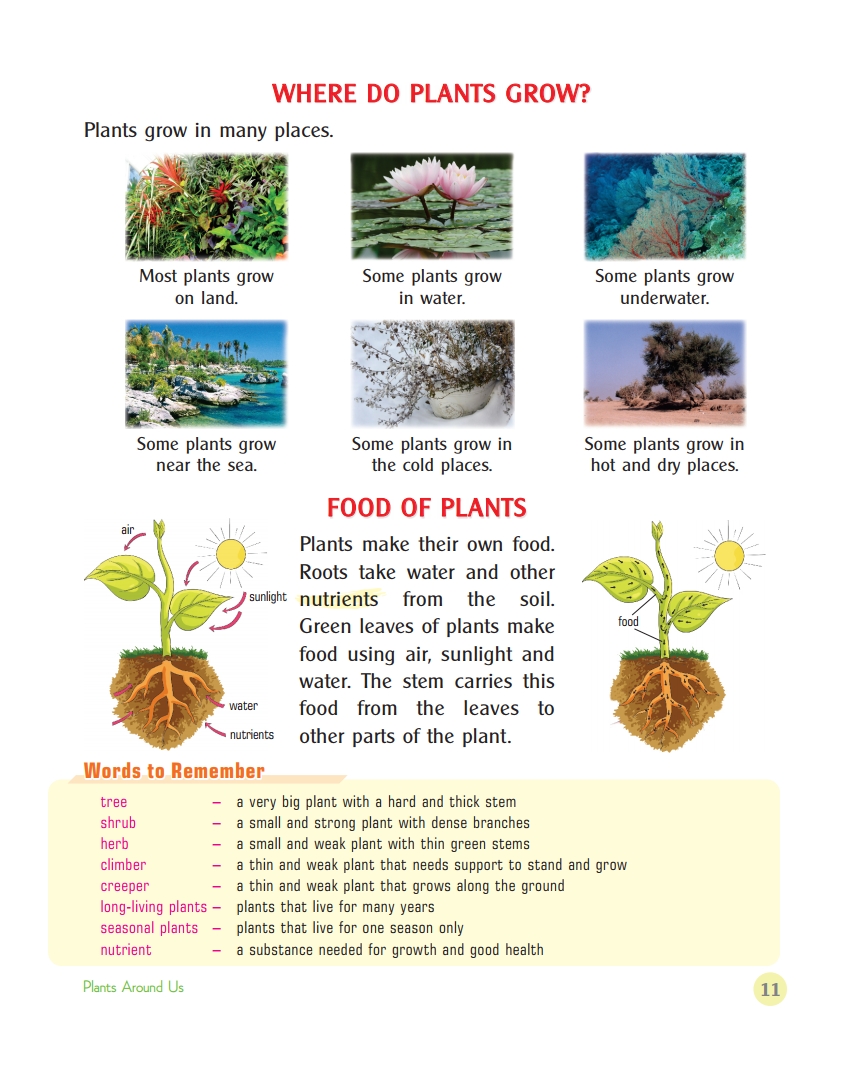 WHERE DO PLANTS GROW?
Plants grow in many places.
Most plants grow
on land.
Some plants grow
in water.
Some plants grow
underwater.
Some plants grow
near the sea.
Some plants grow in
the cold places.
Some plants grow in
hot and dry places.
FOOD OF PLANTS
air
sunlight
water
nutrients
Plants make their own food.
Roots take water and other
nutrients from the soil.
Green leaves of plants make
food using air, sunlight and
water. The stem carries this
food from the leaves to
other parts of the plant.
food
Words to Remember
tree – a very big plant with a hard and thick stem
shrub – a small and strong plant with dense branches
herb – a small and weak plant with thin green stems
climber – a thin and weak plant that needs support to stand and grow
creeper – a thin and weak plant that grows along the ground
long-living plants – plants that live for many years
seasonal plants – plants that live for one season only
nutrient – a substance needed for growth and good health
Plants Around Us
11